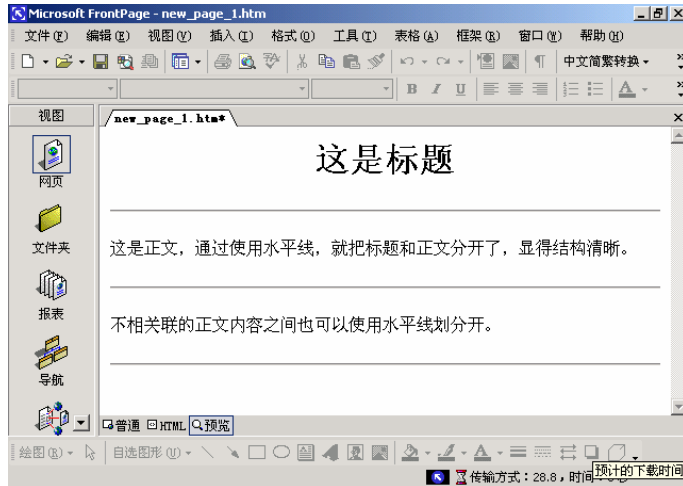 Microsoft FrontPage - new_page_1.htm
文件(F) 编辑(E) 视图(V) 插入(I) 格式(O) 工具(T) 表格(A) 框架(R) 窗口(W) 帮助(H)
中文简繁转换
B I U A
视图
new_page_1.htm*
网页
文件夹
报表
导航
这是标题
这是正文，通过使用水平线，就把标题和正文分开了，显得结构清晰。
不相关联的正文内容之间也可以使用水平线划分开。
普通 HTML 预览
绘图(R) 自选图形(U)
传输方式：28.8，时间
预计的下载时间